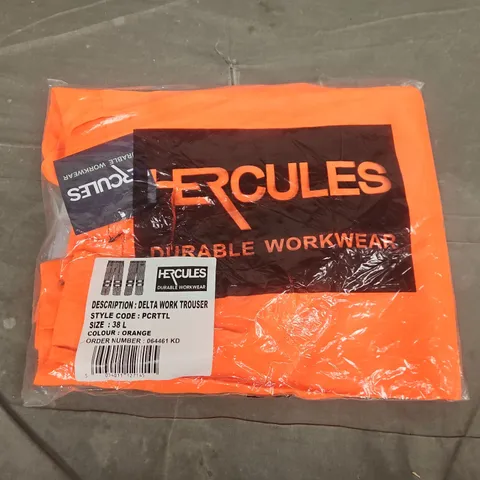 HERCULES
DURABLE WORKWEAR
HERCULES
DURABLE WORKWEAR
HERCULES
DURABLE WORKWEAR
DESCRIPTION : DELTA WORK TROUSER
STYLE CODE : PCRTTL
SIZE : 38 L
COLOUR : ORANGE
ORDER NUMBER : 064461 KD